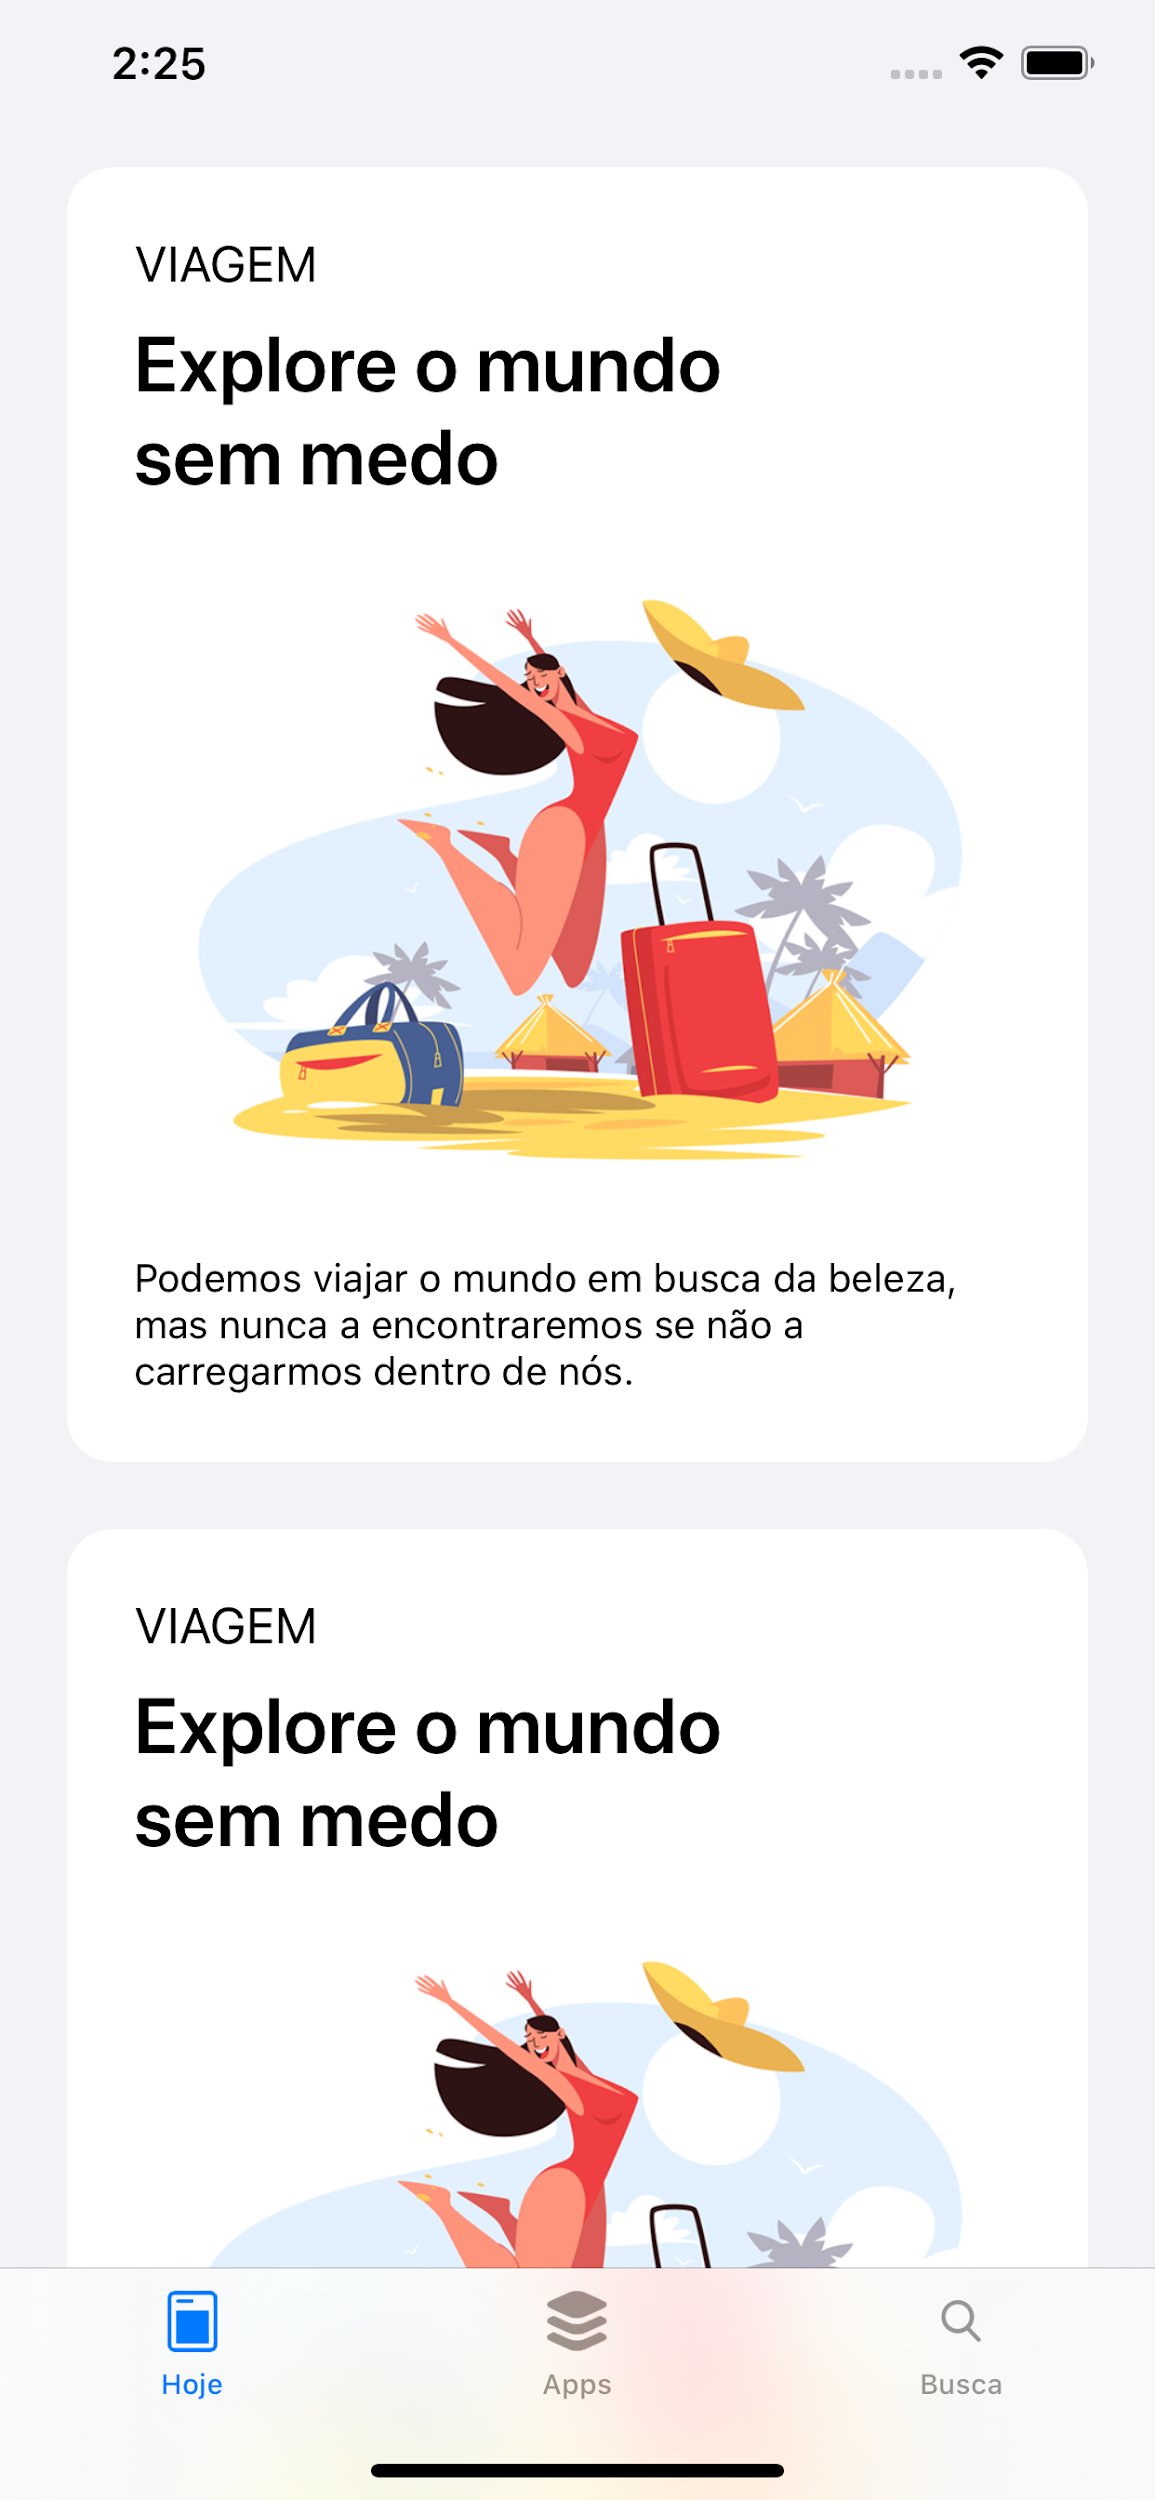 2:25
VIAGEM
Explore o mundo
sem medo
Podemos viajar o mundo em busca da beleza,
mas nunca a encontraremos se não a
carregarmos dentro de nós.
VIAGEM
Explore o mundo
sem medo
Hoje
Apps
Busca